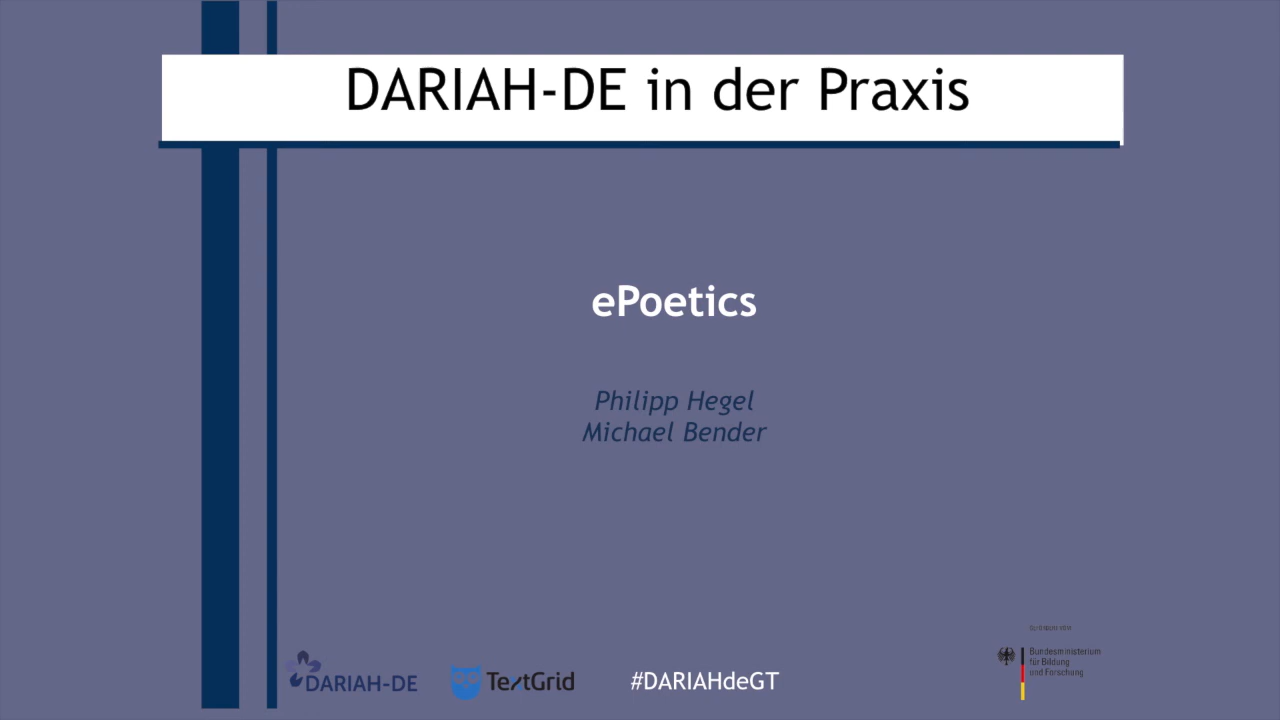 DARIAH-DE in der Praxis
ePoetics
Philipp Hegel
Michael Bender
DARIAH-DE
TextGrid
#DARIAHdeGT
Bundesministerium
für Bildung
und Forschung